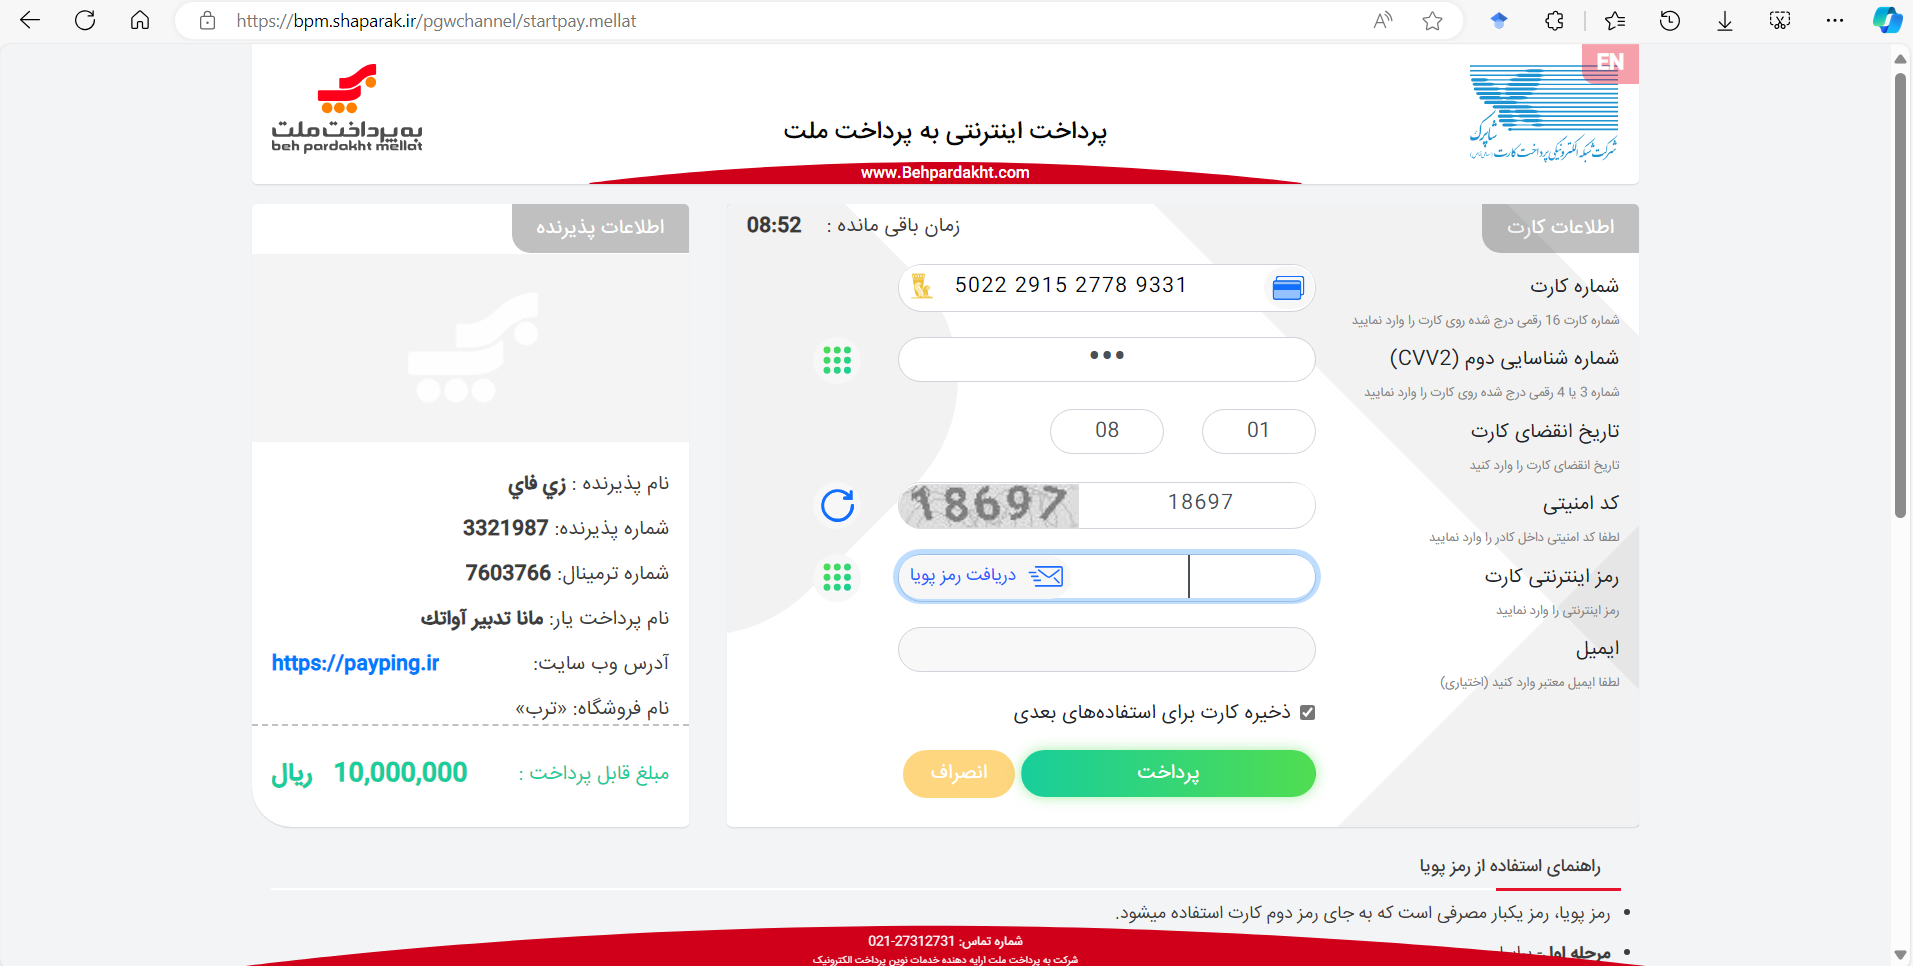 https://bpm.shaparak.ir/pgwchannel/startpay.mellat
EN
شاپرک
شرکت شبکه الکترونیکی پرداخت کارت
به پرداخت ملت
beh pardakht mellat
پرداخت اینترنتی به پرداخت ملت
www.Behpardakht.com
اطلاعات کارت
زمان باقی مانده : 08:52
شماره کارت
5022 2915 2778 9331
شماره کارت 16 رقمی درج شده روی کارت را وارد نمایید
شماره شناسایی دوم (CVV2)
•••
شماره 3 یا 4 رقمی درج شده روی کارت را وارد نمایید
تاریخ انقضای کارت
01
08
تاریخ انقضای کارت را وارد کنید
کد امنیتی
18697
18697
لطفا کد امنیتی داخل کادر را وارد نمایید
رمز اینترنتی کارت
دریافت رمز پویا
رمز اینترنتی را وارد نمایید
ایمیل
لطفا ایمیل معتبر وارد کنید (اختیاری)
ذخیره کارت برای استفاده‌های بعدی
پرداخت
انصراف
اطلاعات پذیرنده
نام پذیرنده : زي فاي
شماره پذیرنده: 3321987
شماره ترمینال: 7603766
نام پرداخت یار: مانا تدبیر آواتك
آدرس وب سایت: https://payping.ir
نام فروشگاه: «ترب»
مبلغ قابل پرداخت : 10,000,000 ریال
راهنمای استفاده از رمز پویا
رمز پویا، رمز یکبار مصرفی است که به جای رمز دوم کارت استفاده میشود.
مرحله اول -
شماره تماس: 27312731-021
شرکت به پرداخت ملت ارایه دهنده خدمات نوین پرداخت الکترونیک